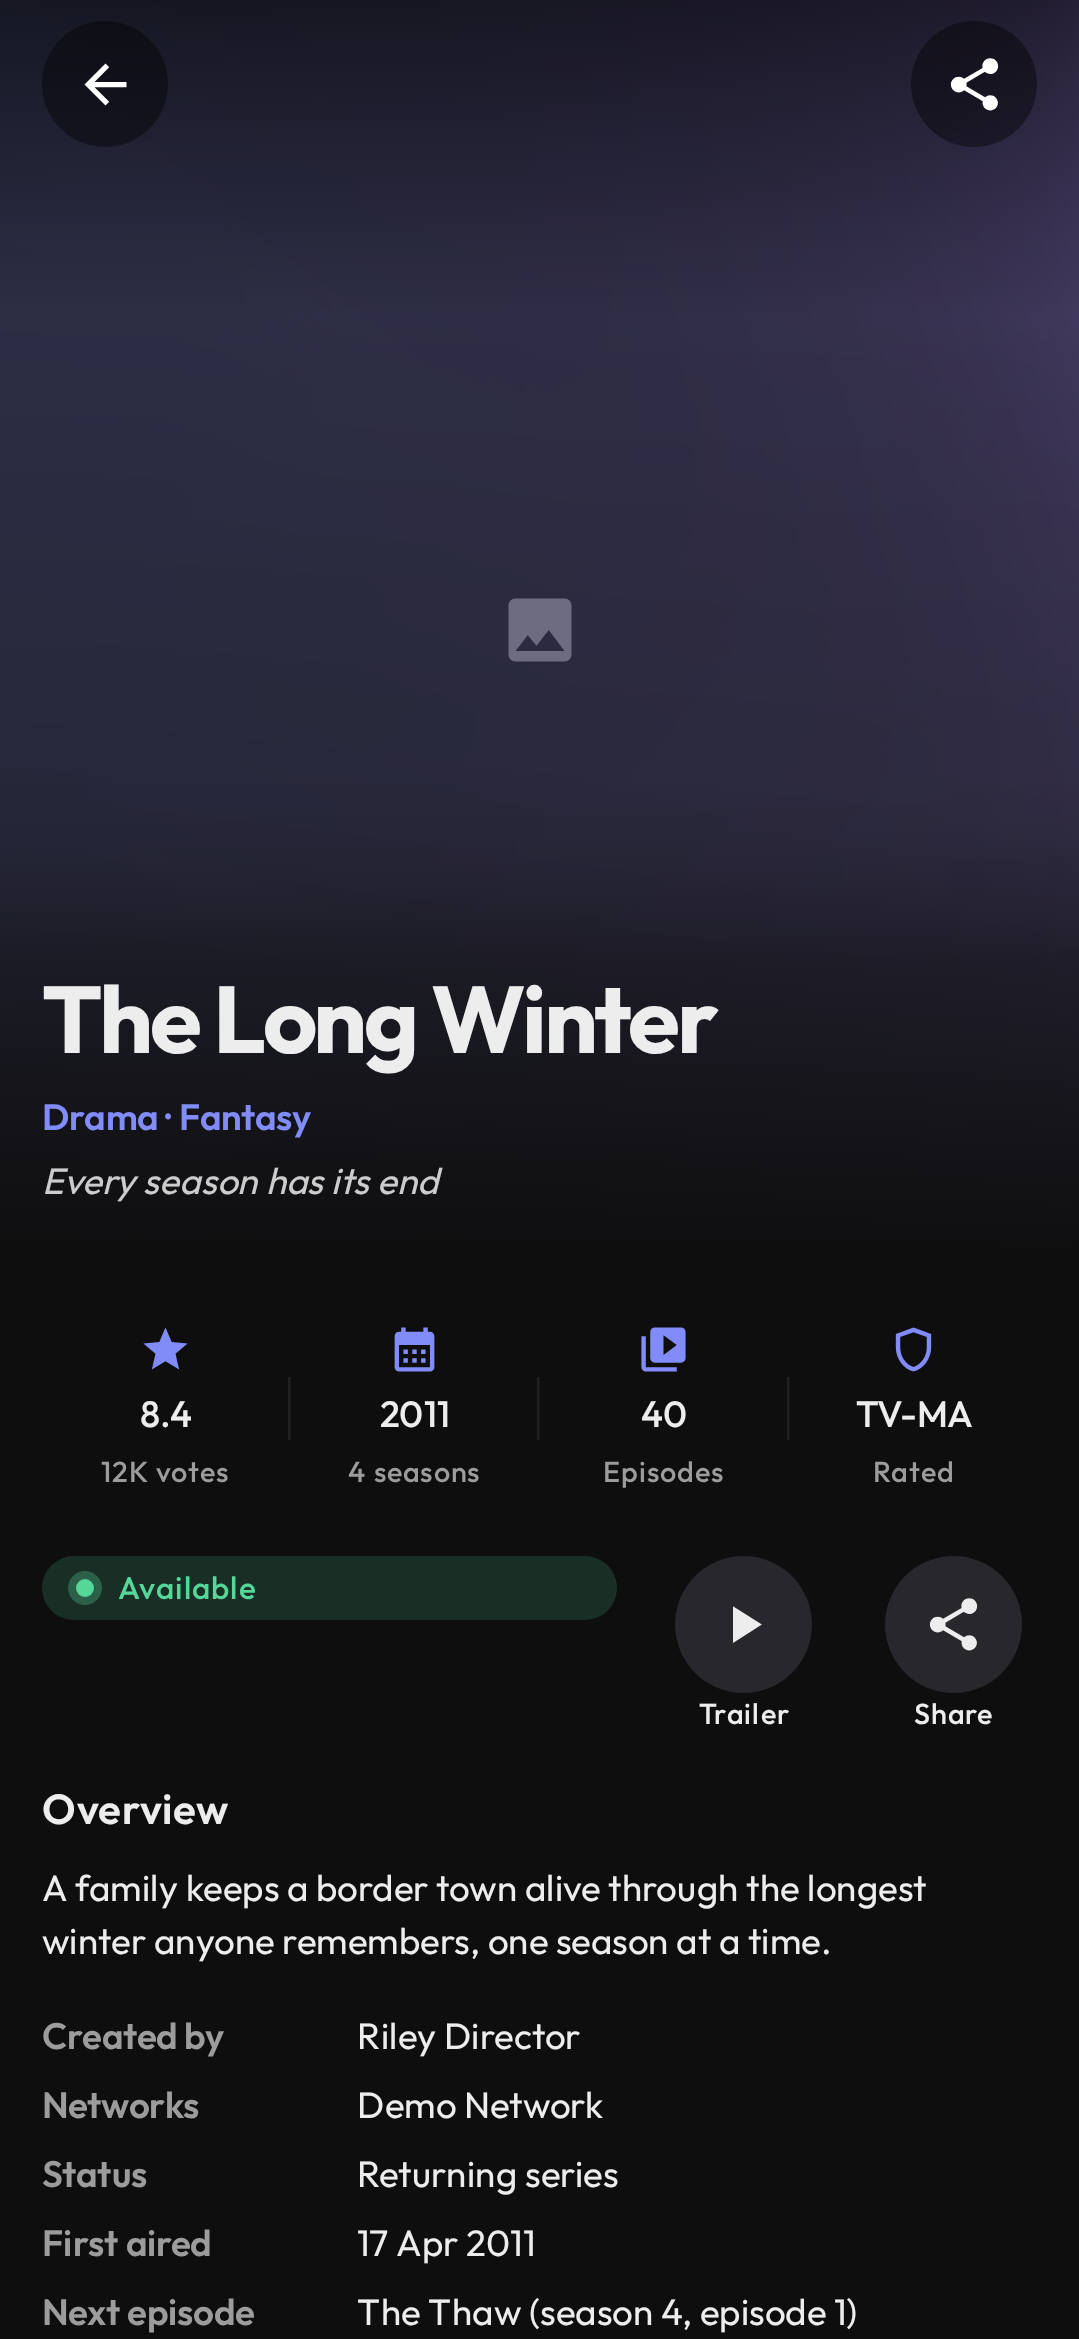 The Long Winter
Drama · Fantasy
Every season has its end
8.4
2011
40
TV-MA
12K votes
4 seasons
Episodes
Rated
Available
Trailer
Share
Overview
A family keeps a border town alive through the longest
winter anyone remembers, one season at a time.
Created by Riley Director
Networks Demo Network
Status Returning series
First aired 17 Apr 2011
Next episode The Thaw (season 4, episode 1)